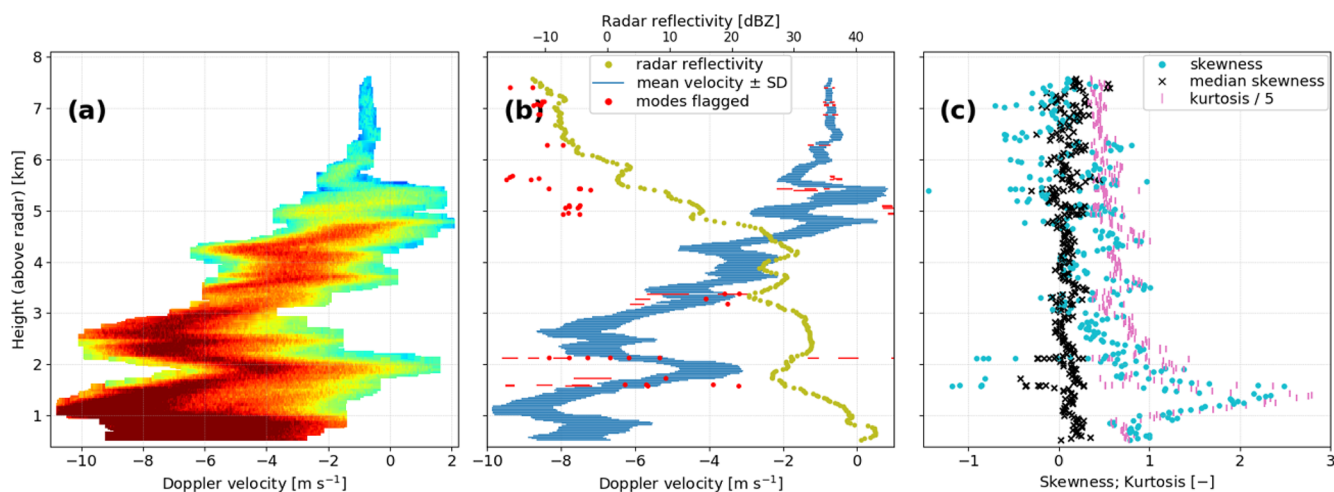 Radar reflectivity [dBZ]
−10 0 10 20 30 40
8
7
6
5
4
3
2
1
Height (above radar) [km]
(a)
(b)
(c)
radar reflectivity
mean velocity ± SD
modes flagged
skewness
median skewness
kurtosis / 5
−10 −8 −6 −4 −2 0 2
−10 −8 −6 −4 −2 0
−1 0 1 2 3
Doppler velocity [m s⁻¹]
Doppler velocity [m s⁻¹]
Skewness; Kurtosis [−]